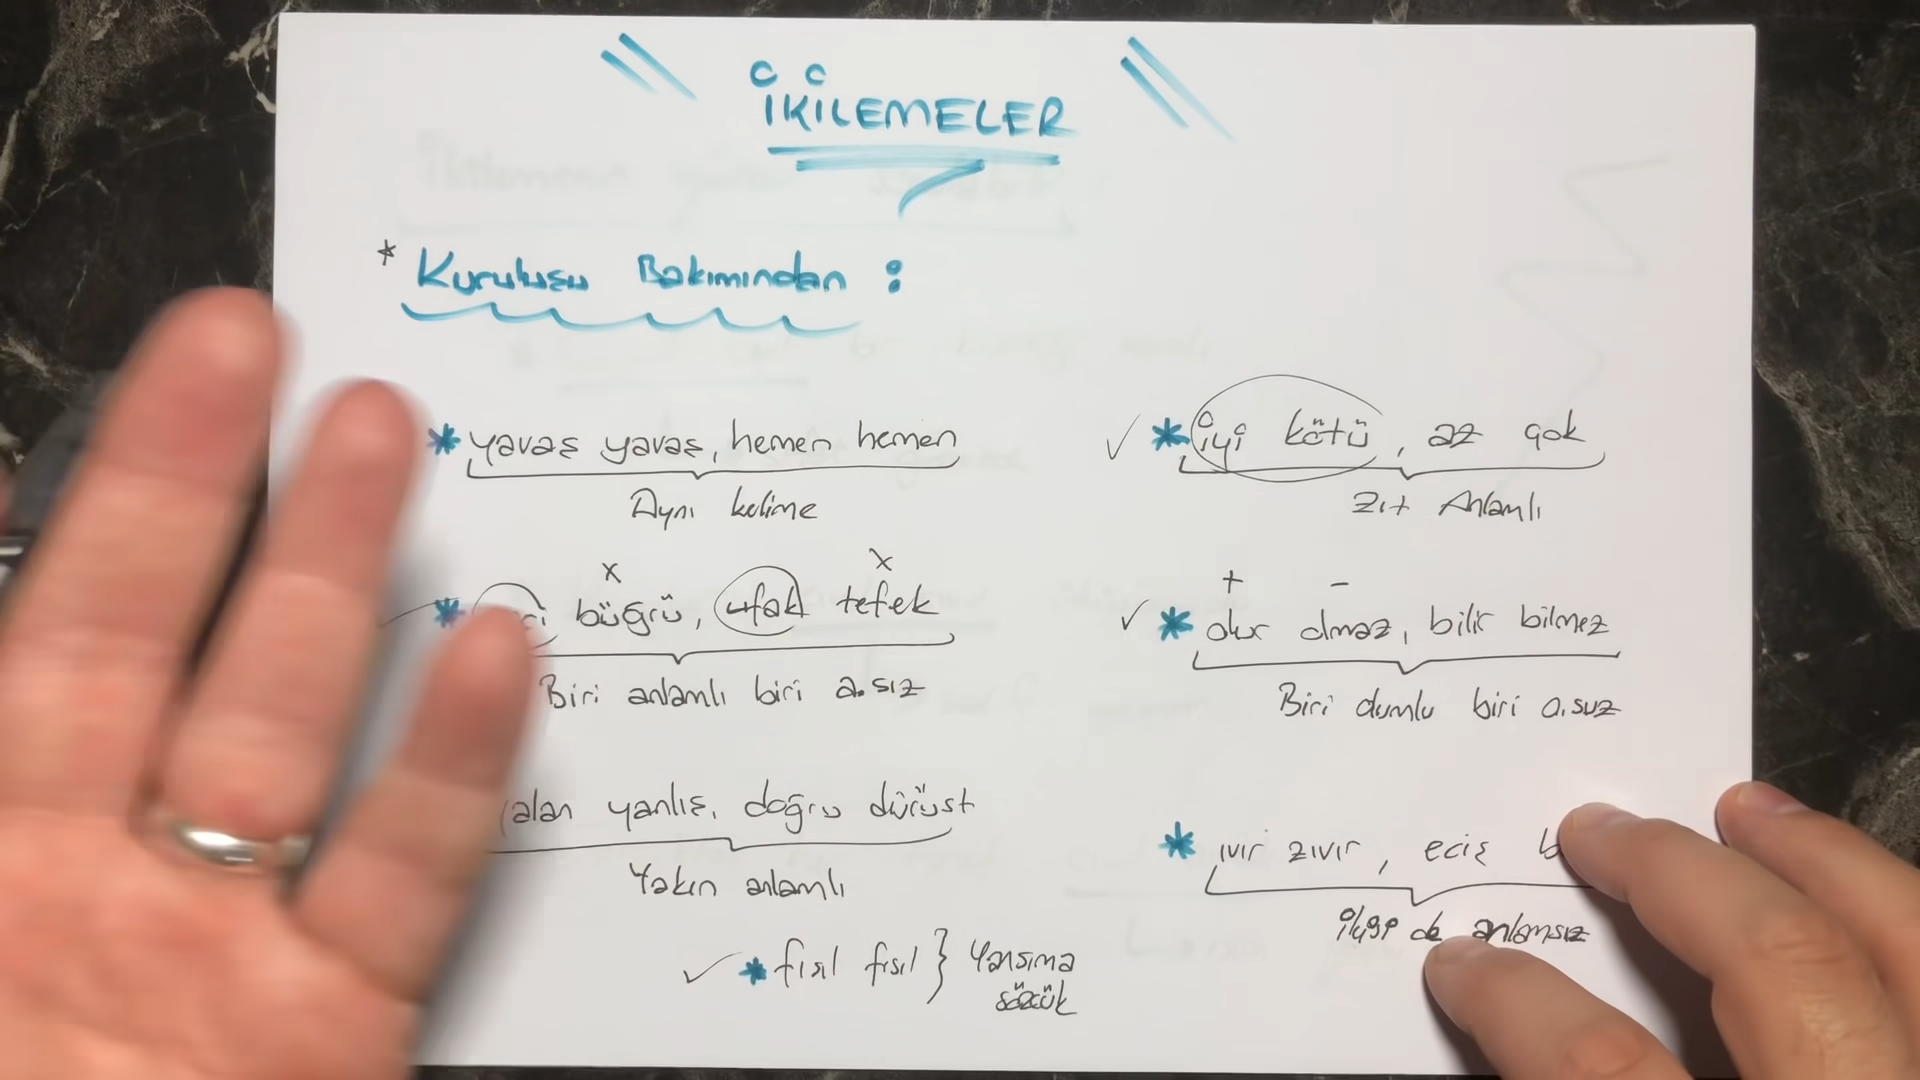 İKİLEMELER
* Kuruluşu Bakımından :
* yavaş yavaş, hemen hemen
Aynı kelime
x x
* büğrü, ufak tefek
Biri anlamlı biri a.sız
yanlış, doğru dürüst
Yakın anlamlı
✓ * fısıl fısıl } Yansıma sözcük
✓ * iyi kötü, az çok
Zıt Anlamlı
+ -
✓ * olur olmaz, bilir bilmez
Biri olumlu biri o.suz
* ıvır zıvır, eciş
İkisi de anlamsız